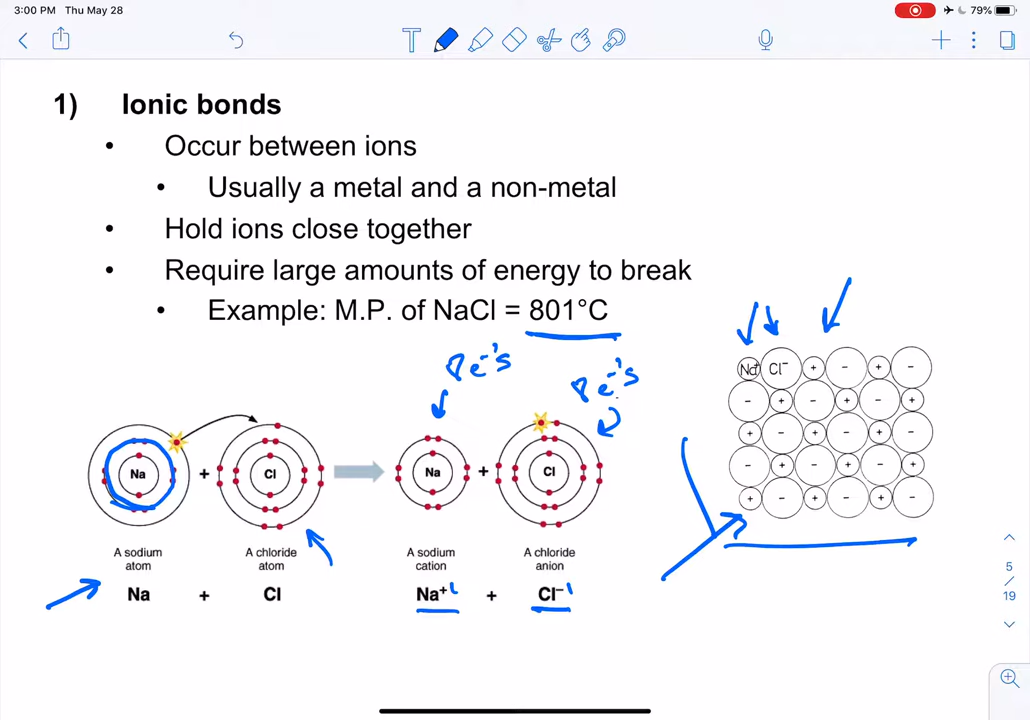 3:00 PM Thu May 28
79%
1) Ionic bonds
• Occur between ions
• Usually a metal and a non-metal
• Hold ions close together
• Require large amounts of energy to break
• Example: M.P. of NaCl = 801°C
8 e⁻'s
8 e⁻'s
Na⁺ Cl⁻ + - + -
- + - + - +
+ - + - + -
- + - + - +
+ - + - + -
Na + Cl Na + Cl
A sodium atom
A chloride atom
A sodium cation
A chloride anion
Na + Cl Na⁺¹ + Cl⁻¹
5
/
19